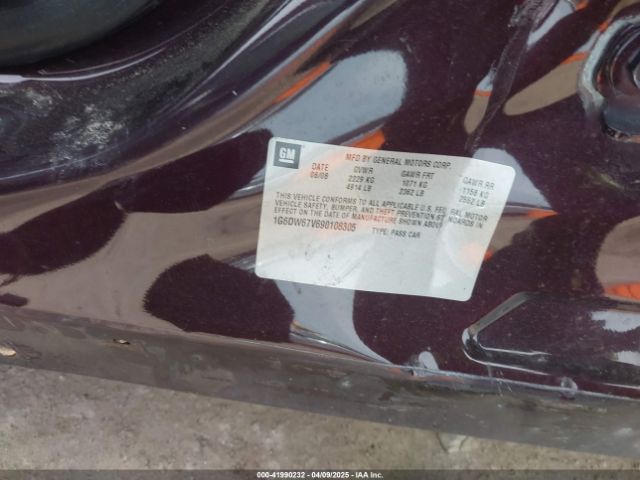 GM
MFD BY GENERAL MOTORS CORP
DATE GVWR GAWR FRT GAWR RR
08/08 2229 KG 1071 KG 1158 KG
4914 LB 2362 LB 2552 LB
THIS VEHICLE CONFORMS TO ALL APPLICABLE U.S. FEDERAL MOTOR
VEHICLE SAFETY, BUMPER, AND THEFT PREVENTION STANDARDS IN
EFFECT ON THE DATE OF MANUFACTURE SHOWN ABOVE
1G6DW67V690108305 TYPE: PASS CAR
000-41990232 - 04/09/2025 - IAAI.COM